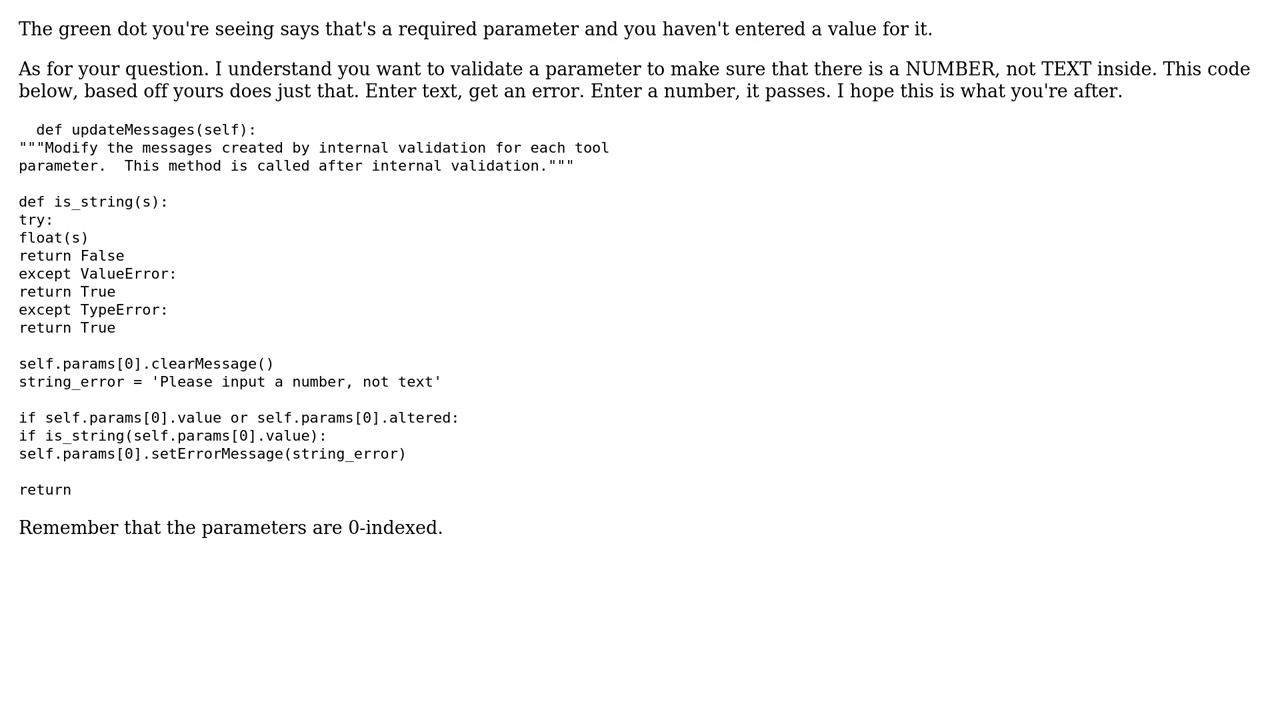 The green dot you're seeing says that's a required parameter and you haven't entered a value for it.
As for your question. I understand you want to validate a parameter to make sure that there is a NUMBER, not TEXT inside. This code
below, based off yours does just that. Enter text, get an error. Enter a number, it passes. I hope this is what you're after.
  def updateMessages(self):
"""Modify the messages created by internal validation for each tool
parameter.  This method is called after internal validation."""

def is_string(s):
try:
float(s)
return False
except ValueError:
return True
except TypeError:
return True

self.params[0].clearMessage()
string_error = 'Please input a number, not text'

if self.params[0].value or self.params[0].altered:
if is_string(self.params[0].value):
self.params[0].setErrorMessage(string_error)

return
Remember that the parameters are 0-indexed.